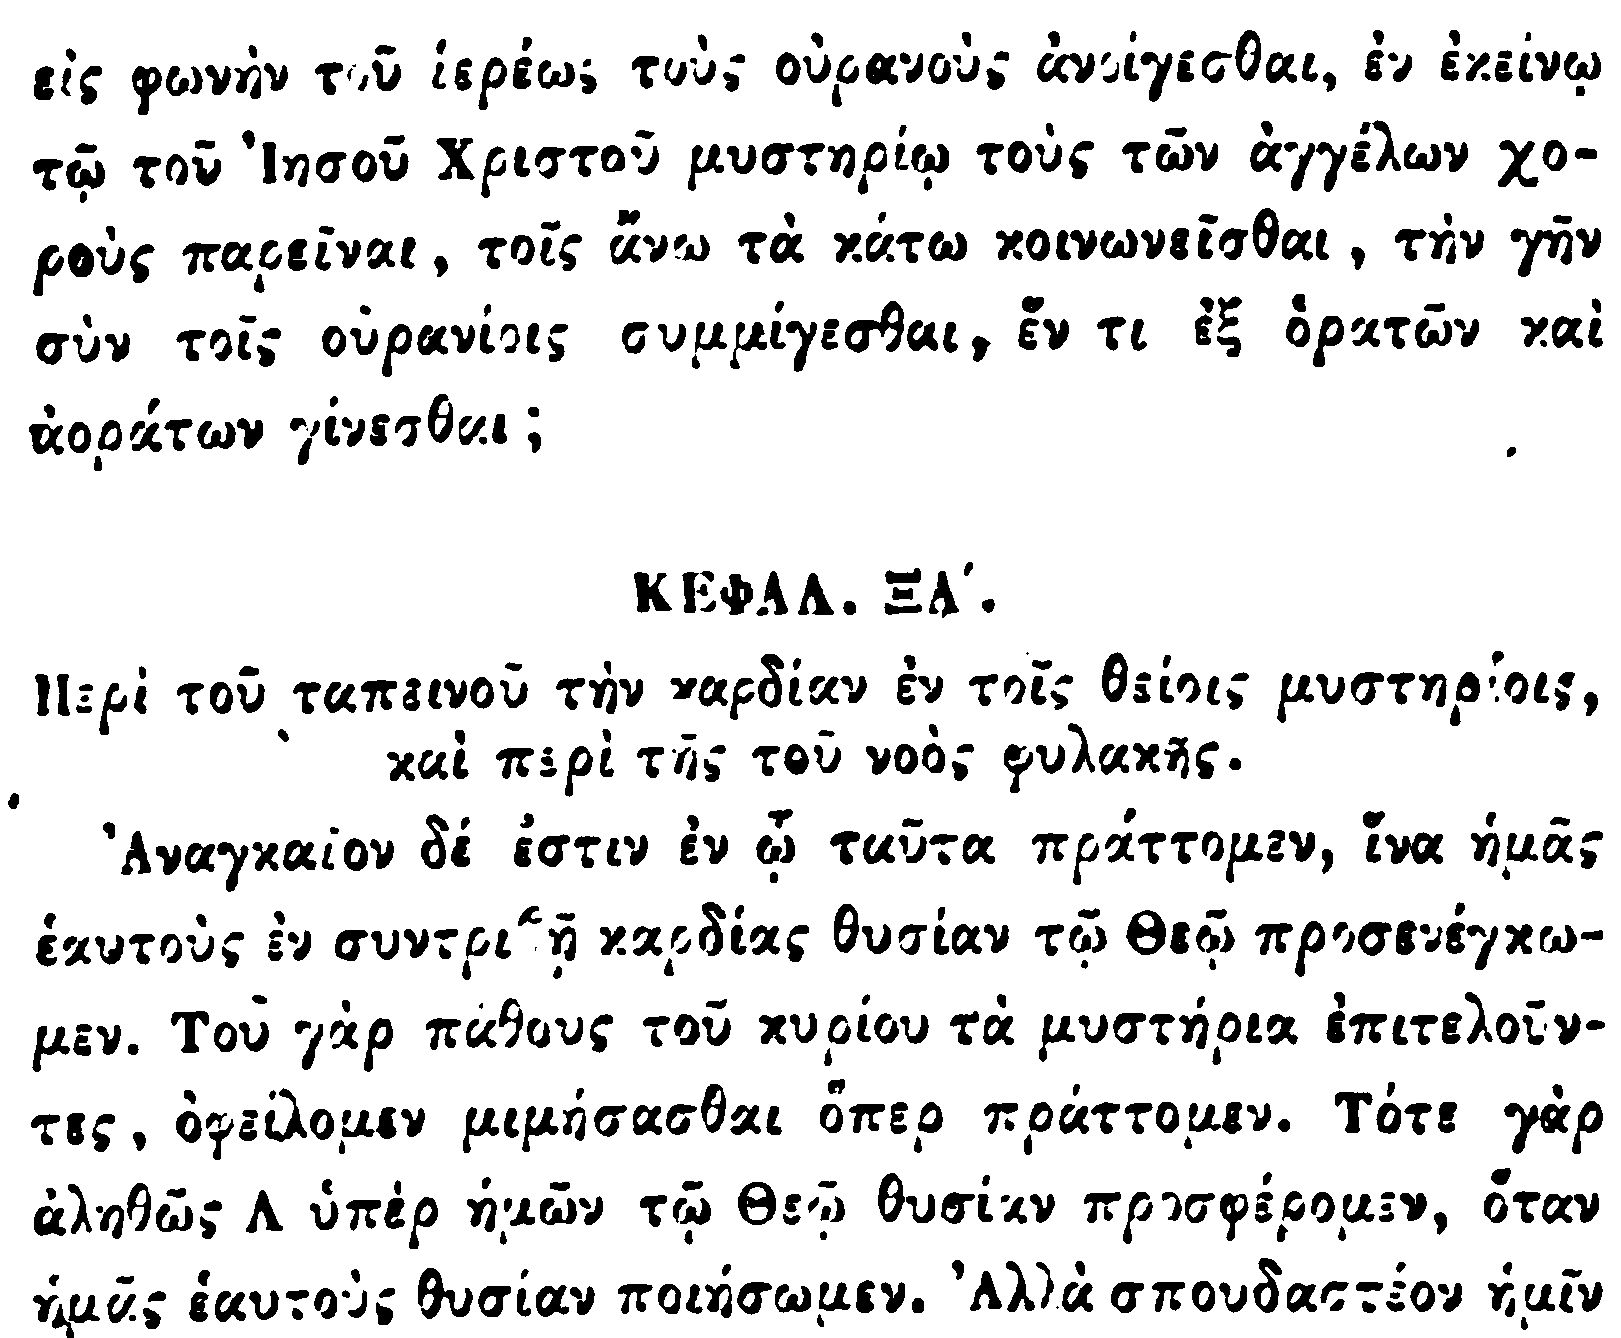 εἰς φωνὴν τοῦ ἱερέως τοὺς οὐρανοὺς ἀνοίγεσθαι, ἐν ἐκείνῳ
τῷ τοῦ Ἰησοῦ Χριστοῦ μυστηρίῳ τοὺς τῶν ἀγγέλων χο-
ροὺς παρεῖναι, τοῖς ἄνω τὰ κάτω κοινωνεῖσθαι, τὴν γῆν
σὺν τοῖς οὐρανίοις συμμίγεσθαι, ἕν τι ἐξ ὁρατῶν καὶ
ἀοράτων γίνεσθαι;
ΚΕΦΑΛ. ΞΑ΄.
Περὶ τοῦ ταπεινοῦ τὴν καρδίαν ἐν τοῖς θείοις μυστηρίοις,
καὶ περὶ τῆς τοῦ νοὸς φυλακῆς.
Ἀναγκαῖον δέ ἐστιν ἐν ᾧ ταῦτα πράττομεν, ἵνα ἡμᾶς
ἑαυτοὺς ἐν συντριβῇ καρδίας θυσίαν τῷ Θεῷ προσενέγκω-
μεν. Τοῦ γὰρ πάθους τοῦ κυρίου τὰ μυστήρια ἐπιτελοῦν-
τες, ὀφείλομεν μιμήσασθαι ὅπερ πράττομεν. Τότε γὰρ
ἀληθῶς Λ ὑπὲρ ἡμῶν τῷ Θεῷ θυσίαν προσφέρομεν, ὅταν
ἡμᾶς ἑαυτοὺς θυσίαν ποιήσωμεν. Ἀλλὰ σπουδαστέον ἡμῖν